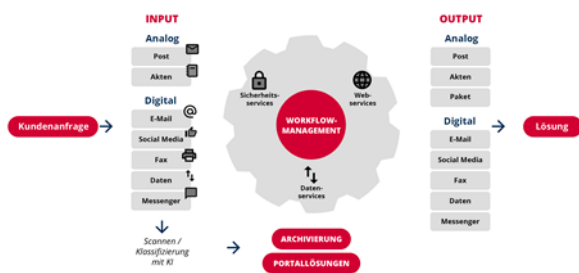 INPUT
Analog
Post
Akten
Digital
E-Mail
Social Media
Fax
Daten
Messenger
Kundenanfrage
Scannen /
Klassifizierung
mit KI
Sicherheits-
services
Web-
services
WORKFLOW-
MANAGEMENT
Daten-
services
ARCHIVIERUNG
PORTALLÖSUNGEN
OUTPUT
Analog
Post
Akten
Paket
Digital
E-Mail
Social Media
Fax
Daten
Messenger
Lösung